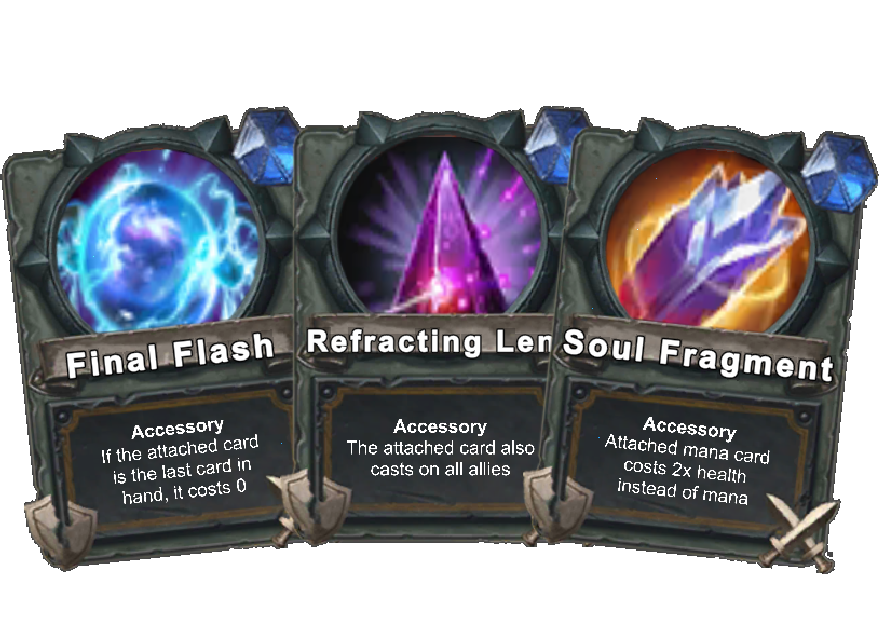 Final Flash
Accessory
If the attached card
is the last card in
hand, it costs 0
Refracting Len
Accessory
The attached card also
casts on all allies
Soul Fragment
Accessory
Attached mana card
costs 2x health
instead of mana